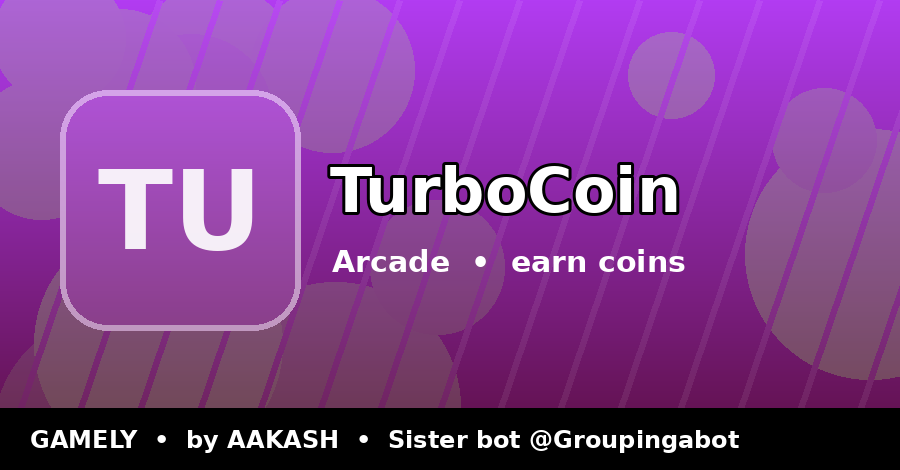 TU
TurboCoin
Arcade • earn coins
GAMELY • by AAKASH • Sister bot @Groupingabot